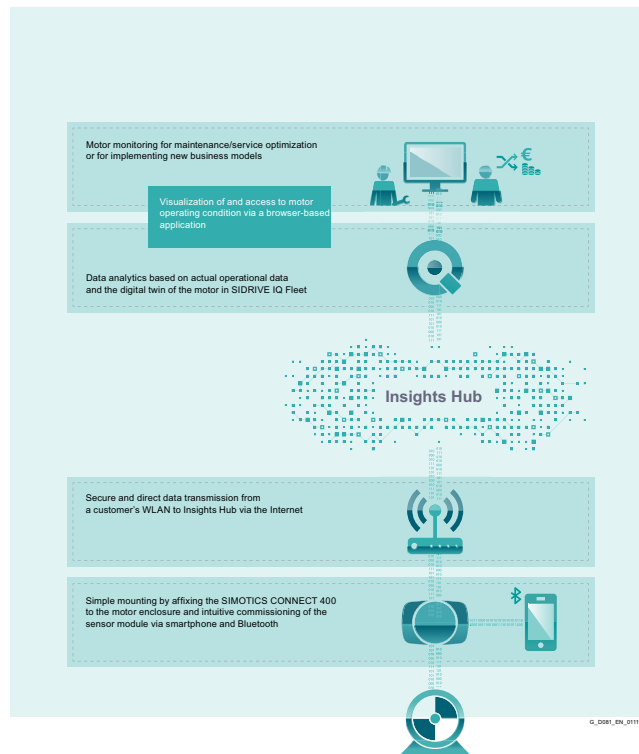 Motor monitoring for maintenance/service optimization
or for implementing new business models
€
Visualization of and access to motor
operating condition via a browser-based
application
Data analytics based on actual operational data
and the digital twin of the motor in SIDRIVE IQ Fleet
Insights Hub
Secure and direct data transmission from
a customer's WLAN to Insights Hub via the Internet
Simple mounting by affixing the SIMOTICS CONNECT 400
to the motor enclosure and intuitive commissioning of the
sensor module via smartphone and Bluetooth
G_D081_EN_0111